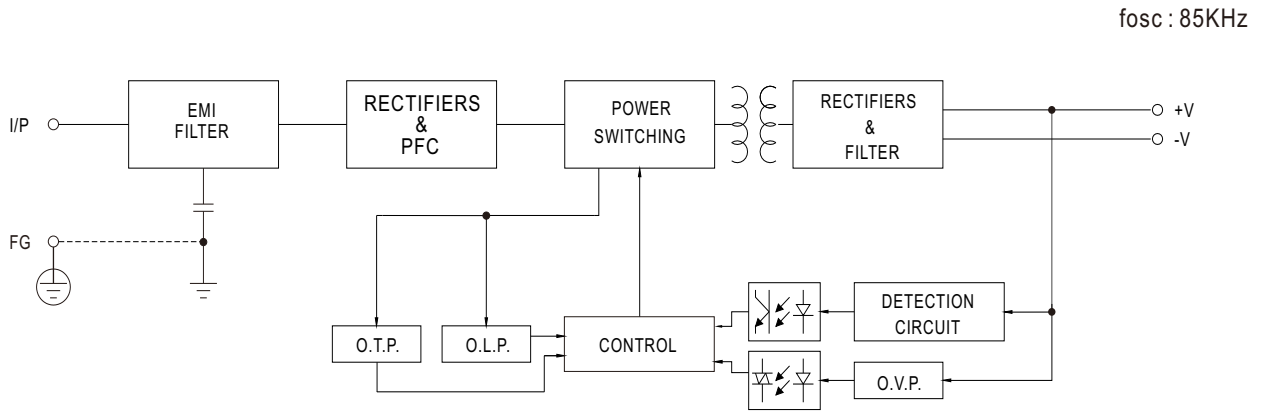 fosc : 85KHz
I/P
EMI
FILTER
RECTIFIERS
&
PFC
POWER
SWITCHING
RECTIFIERS
&
FILTER
+V
-V
FG
O.T.P.
O.L.P.
CONTROL
DETECTION
CIRCUIT
O.V.P.